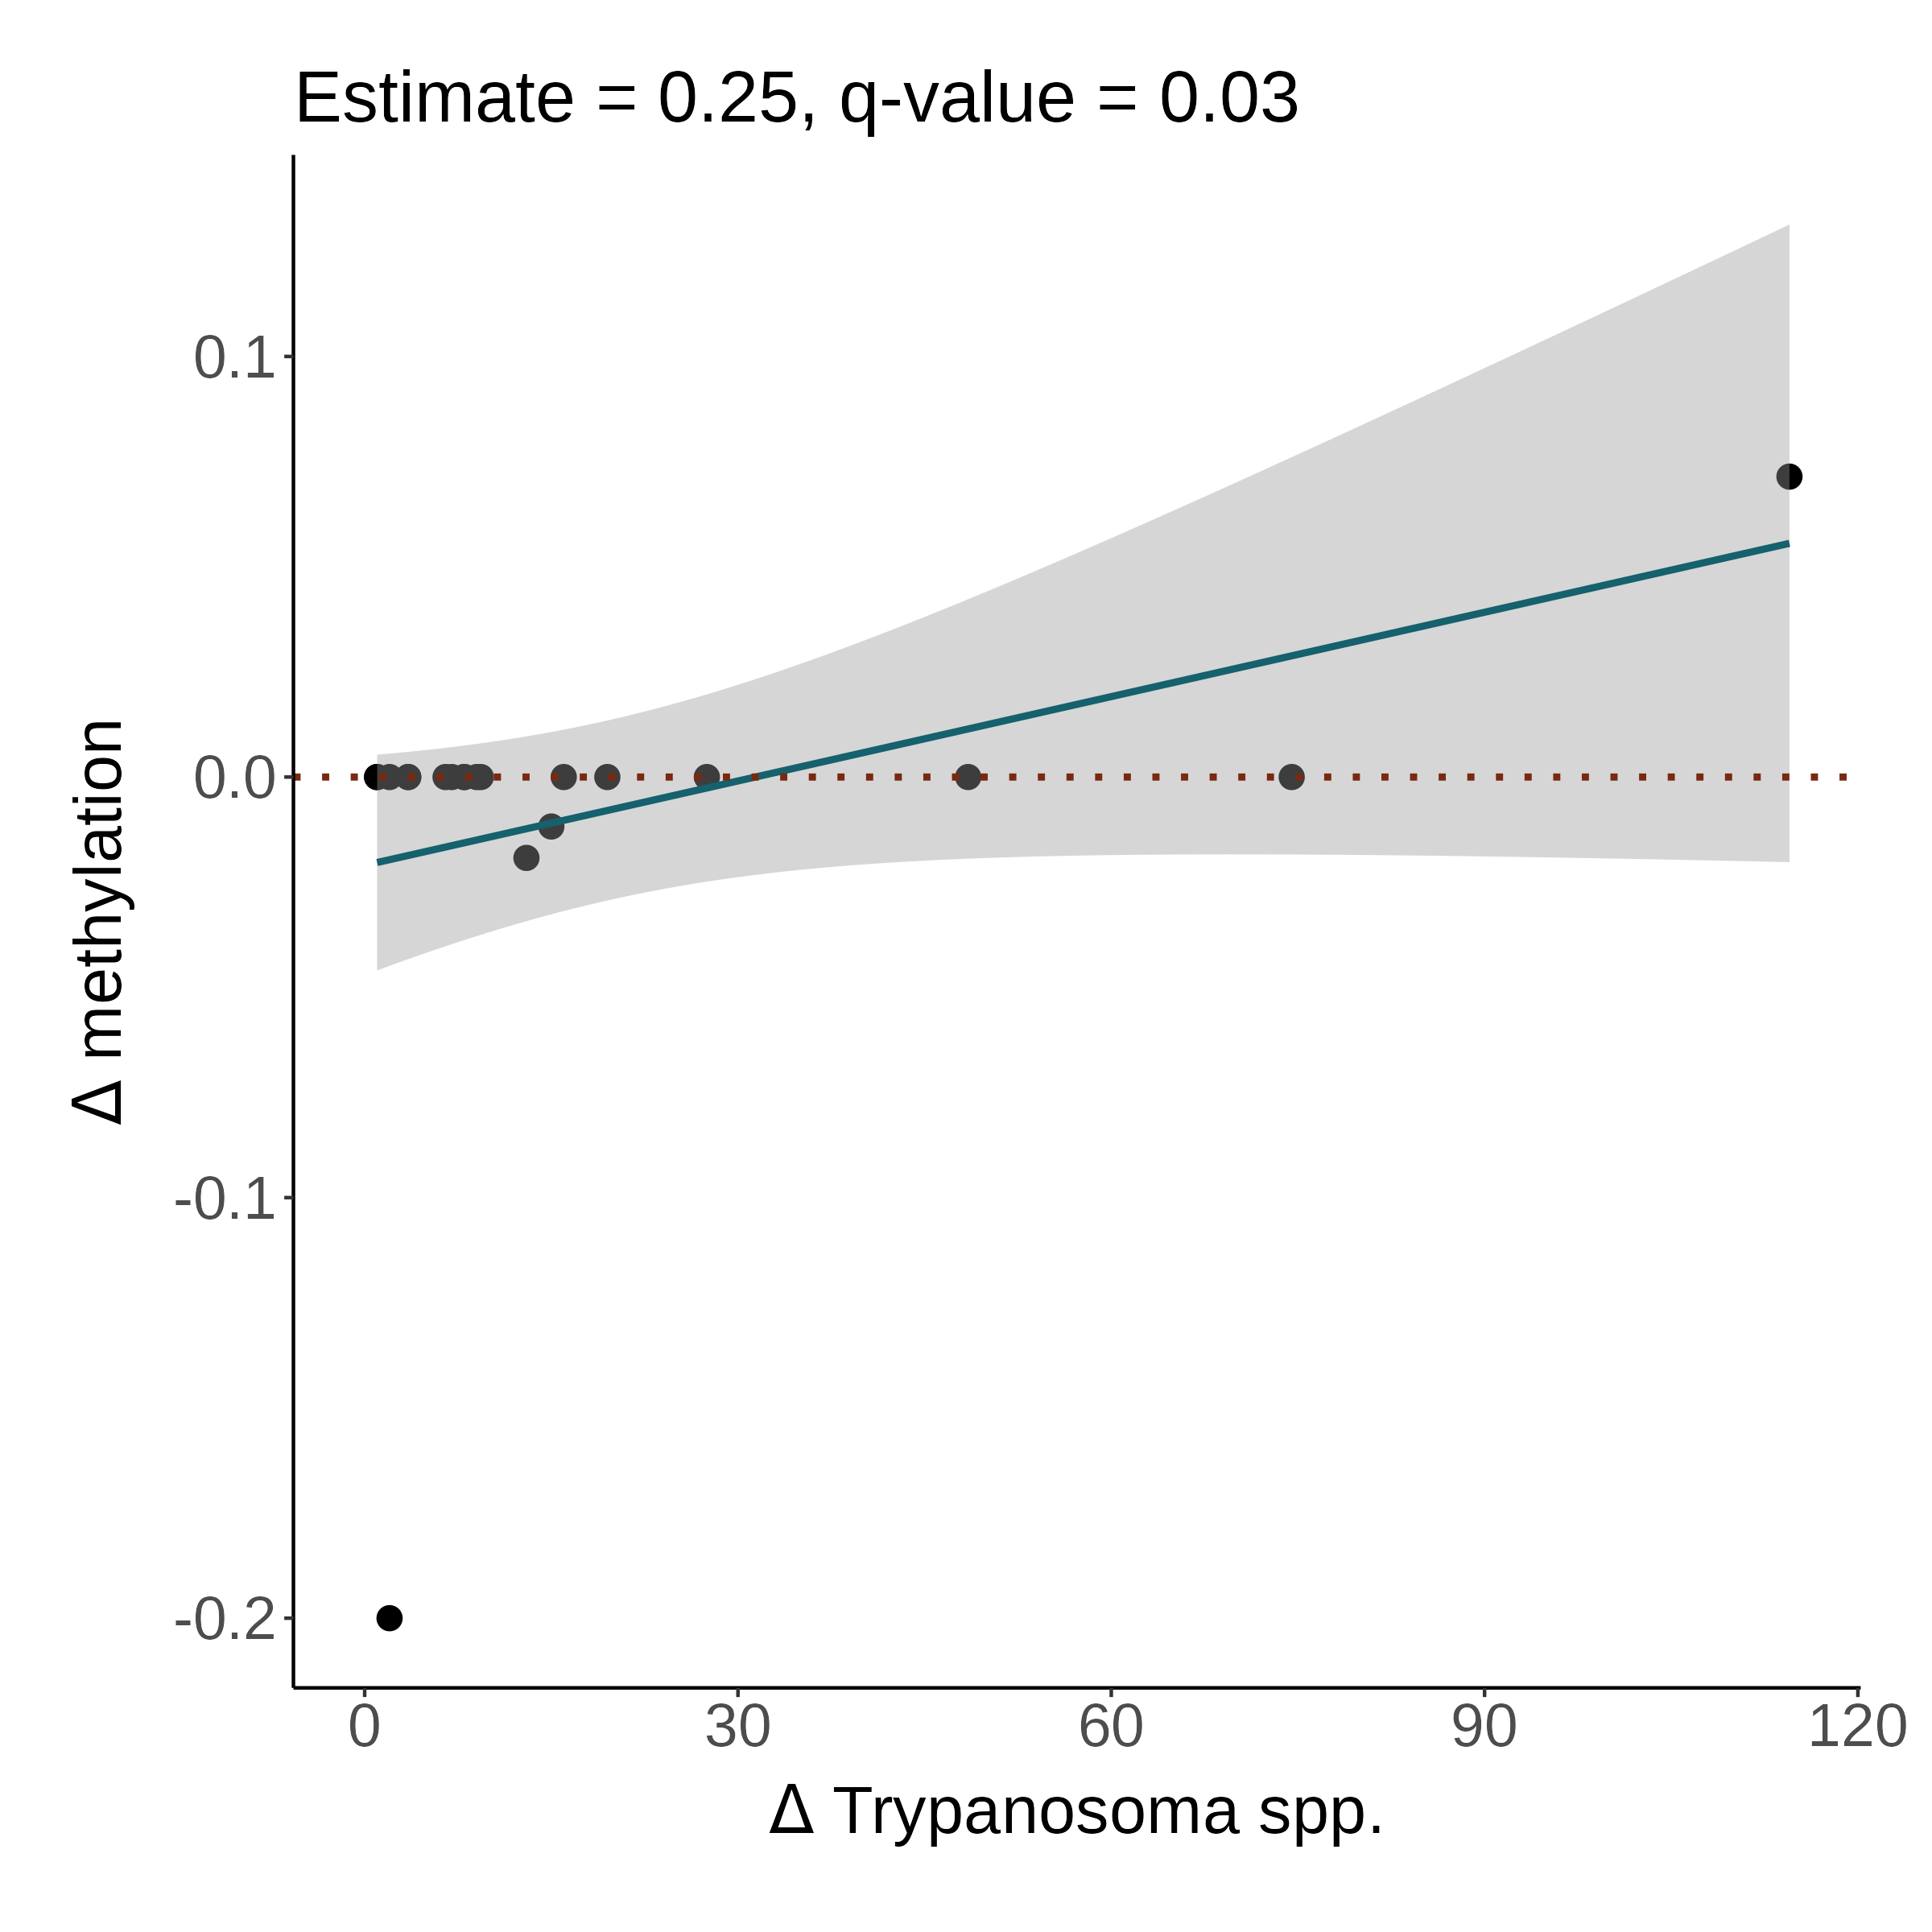 Estimate = 0.25, q-value = 0.03
0.1
0.0
-0.1
-0.2
Δ methylation
0 30 60 90 120
Δ Trypanosoma spp.